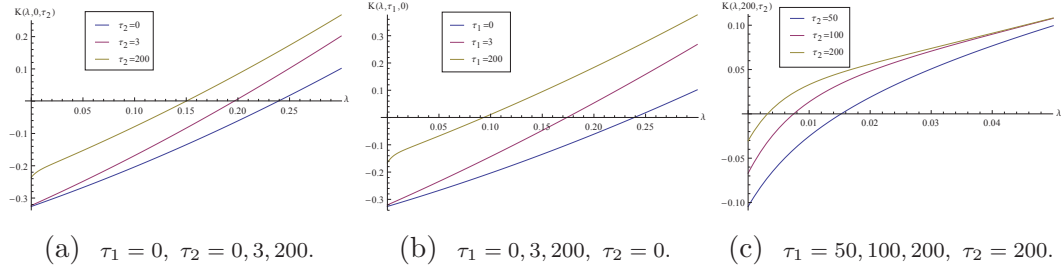 K(λ,0,τ₂)
τ₂=0
τ₂=3
τ₂=200
0.2
0.1
−0.1
−0.2
−0.3
0.05
0.10
0.15
0.20
0.25
λ
K(λ,τ₁,0)
τ₁=0
τ₁=3
τ₁=200
0.2
0.1
−0.1
−0.2
−0.3
0.05
0.10
0.15
0.20
0.25
λ
K(λ,200,τ₂)
τ₂=50
τ₂=100
τ₂=200
0.10
0.05
−0.05
−0.10
0.01
0.02
0.03
0.04
λ
(a) τ₁ = 0, τ₂ = 0, 3, 200.
(b) τ₁ = 0, 3, 200, τ₂ = 0.
(c) τ₁ = 50, 100, 200, τ₂ = 200.